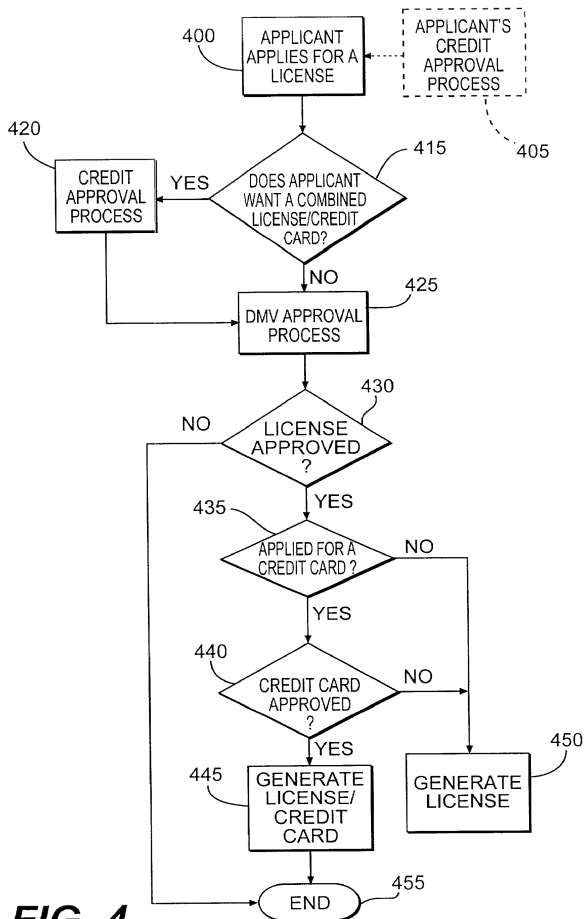 400
APPLICANT
APPLIES FOR A
LICENSE
APPLICANT'S
CREDIT
APPROVAL
PROCESS
405
420
CREDIT
APPROVAL
PROCESS
YES
415
DOES APPLICANT
WANT A COMBINED
LICENSE/CREDIT
CARD?
NO
425
DMV APPROVAL
PROCESS
430
NO
LICENSE
APPROVED
?
YES
435
APPLIED FOR A
CREDIT CARD ?
NO
YES
440
CREDIT CARD
APPROVED
?
NO
YES
445
GENERATE
LICENSE/
CREDIT
CARD
450
GENERATE
LICENSE
END
455
FIG. 4